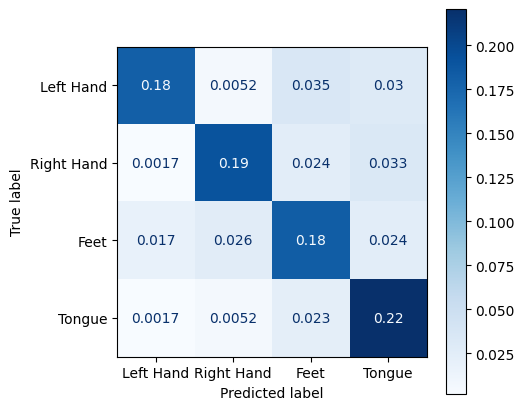 Left Hand 0.18 0.0052 0.035 0.03
Right Hand 0.0017 0.19 0.024 0.033
Feet 0.017 0.026 0.18 0.024
Tongue 0.0017 0.0052 0.023 0.22
Left Hand Right Hand Feet Tongue
Predicted label
True label
0.200
0.175
0.150
0.125
0.100
0.075
0.050
0.025